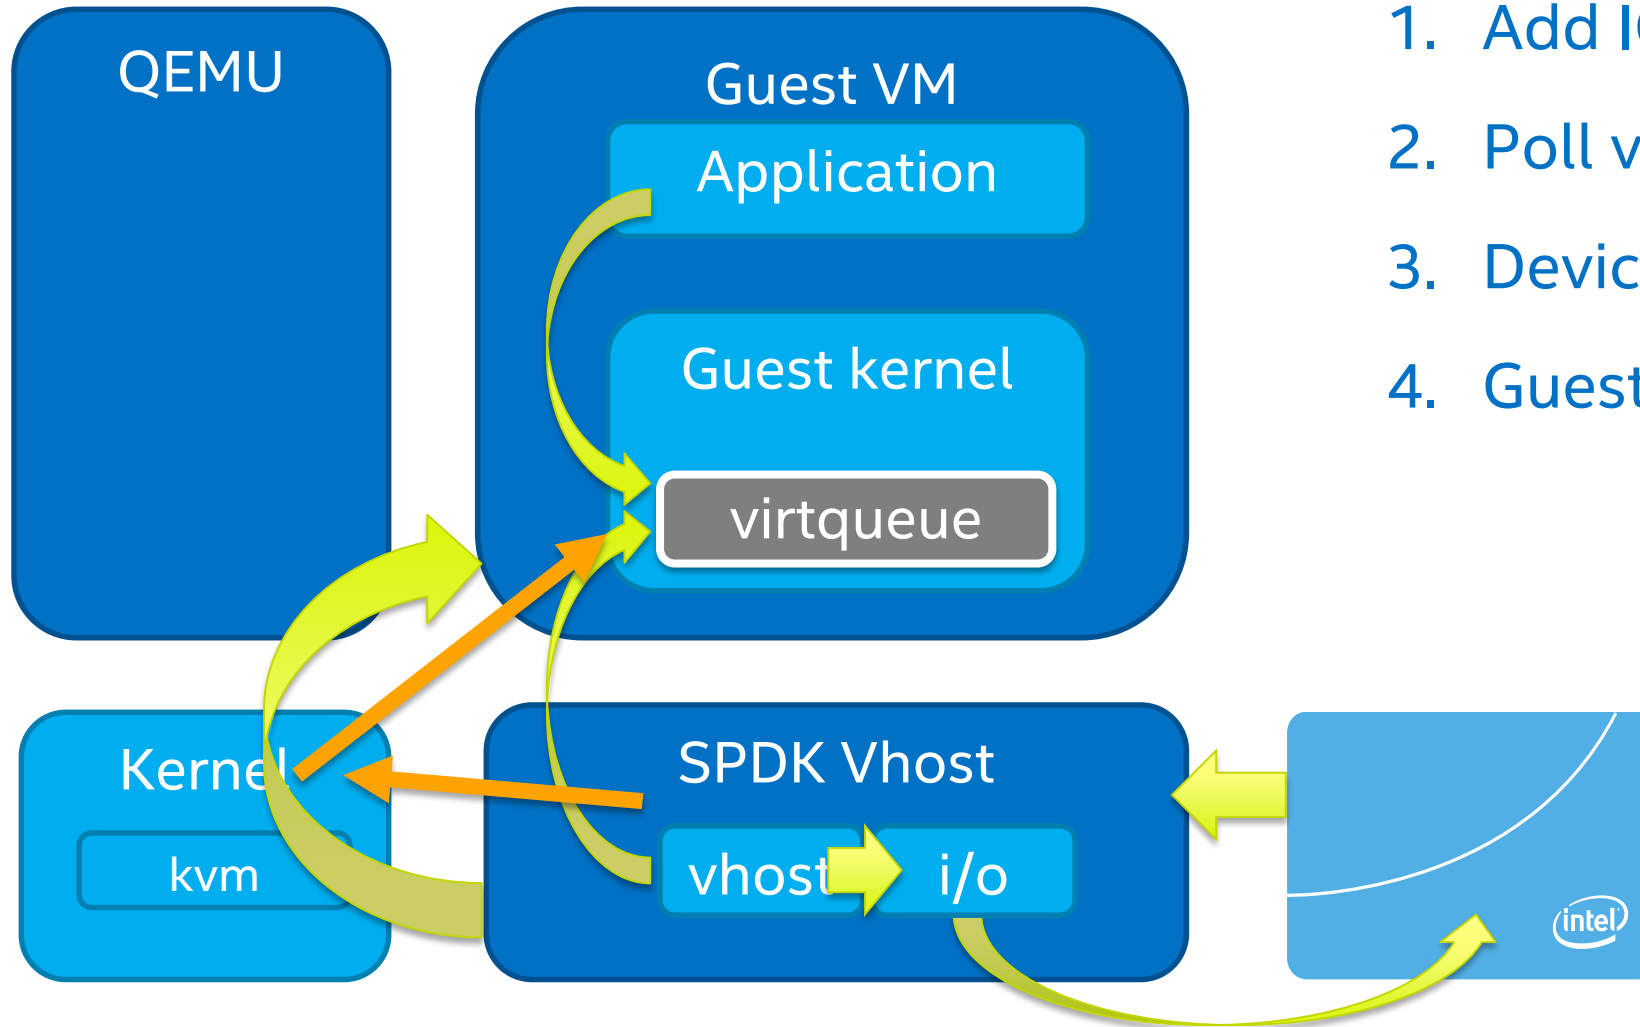 QEMU
Guest VM
Application
Guest kernel
virtqueue
Kernel
kvm
SPDK Vhost
vhost
i/o
1. Add
2. Poll
3.
4. Guest
intel